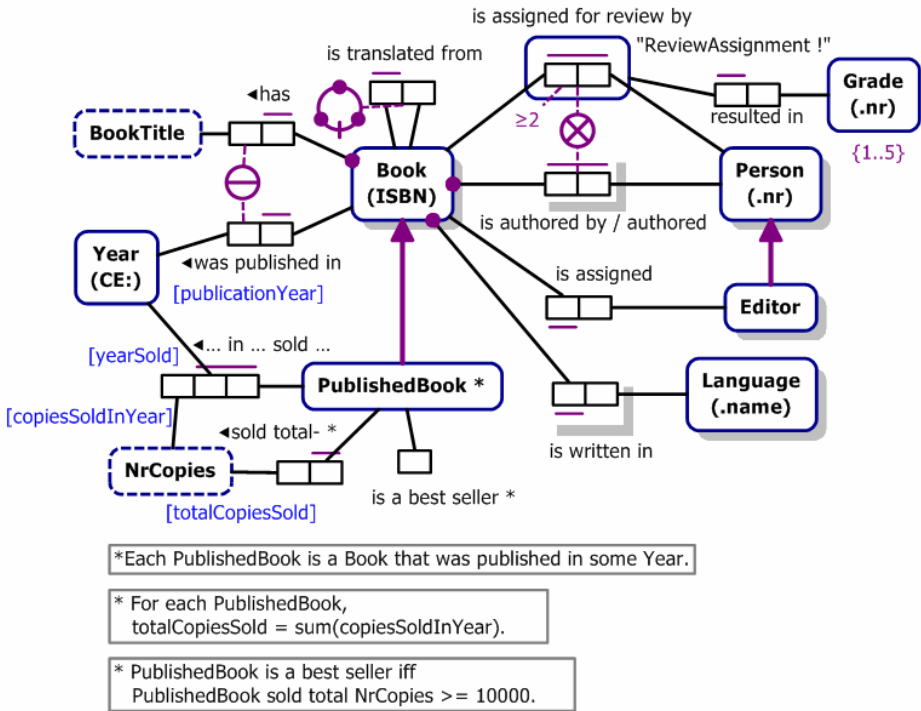 is assigned for review by
"ReviewAssignment !"
is translated from
◄has
BookTitle
≥2
resulted in
Grade
(.nr)
{1..5}
Book
(ISBN)
Person
(.nr)
is authored by / authored
Year
(CE:)
◄was published in
[publicationYear]
is assigned
Editor
[yearSold]
◄... in ... sold ...
PublishedBook *
Language
(.name)
[copiesSoldInYear]
◄sold total- *
is written in
NrCopies
is a best seller *
[totalCopiesSold]
*Each PublishedBook is a Book that was published in some Year.
* For each PublishedBook,
totalCopiesSold = sum(copiesSoldInYear).
* PublishedBook is a best seller iff
PublishedBook sold total NrCopies >= 10000.